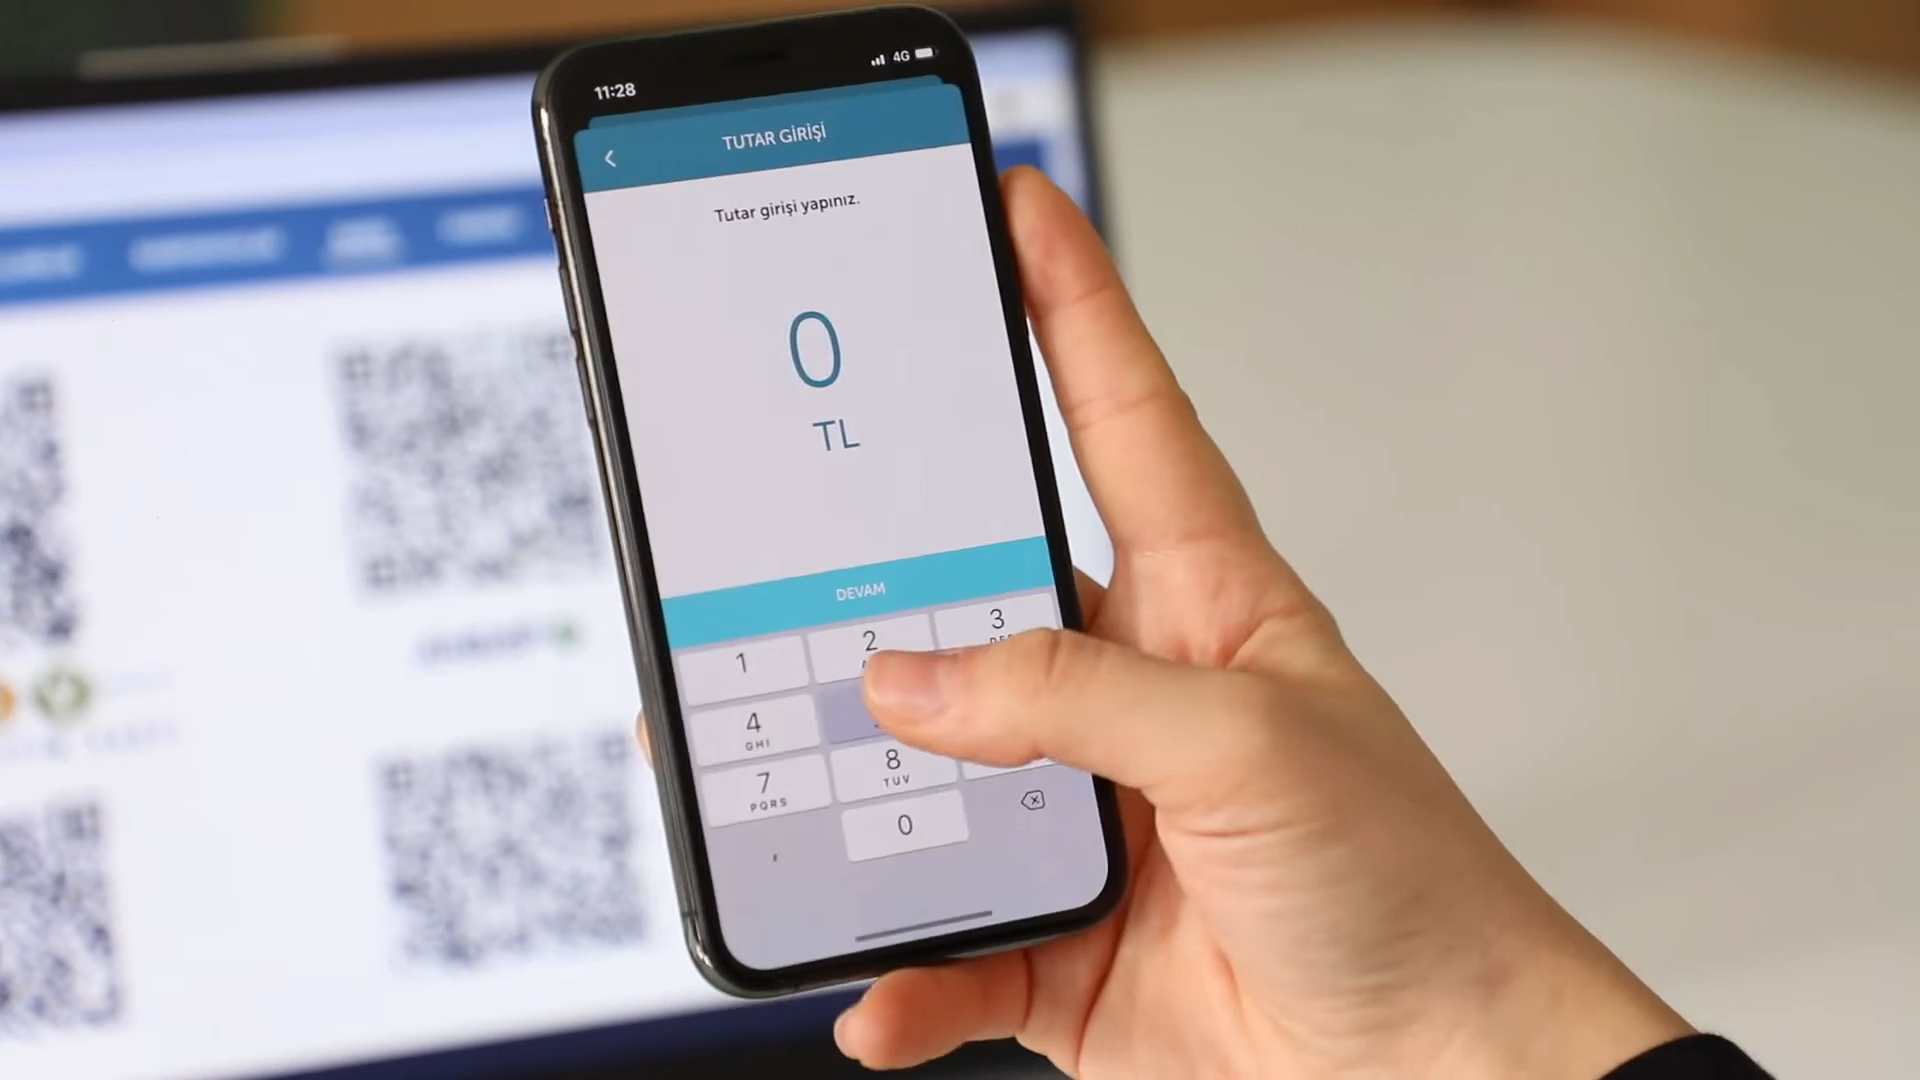 11:28
4G
TUTAR GİRİŞİ
Tutar girişi yapınız.
0
TL
DEVAM
1
2
3
4
GHI
7
PQRS
8
TUV
0
,